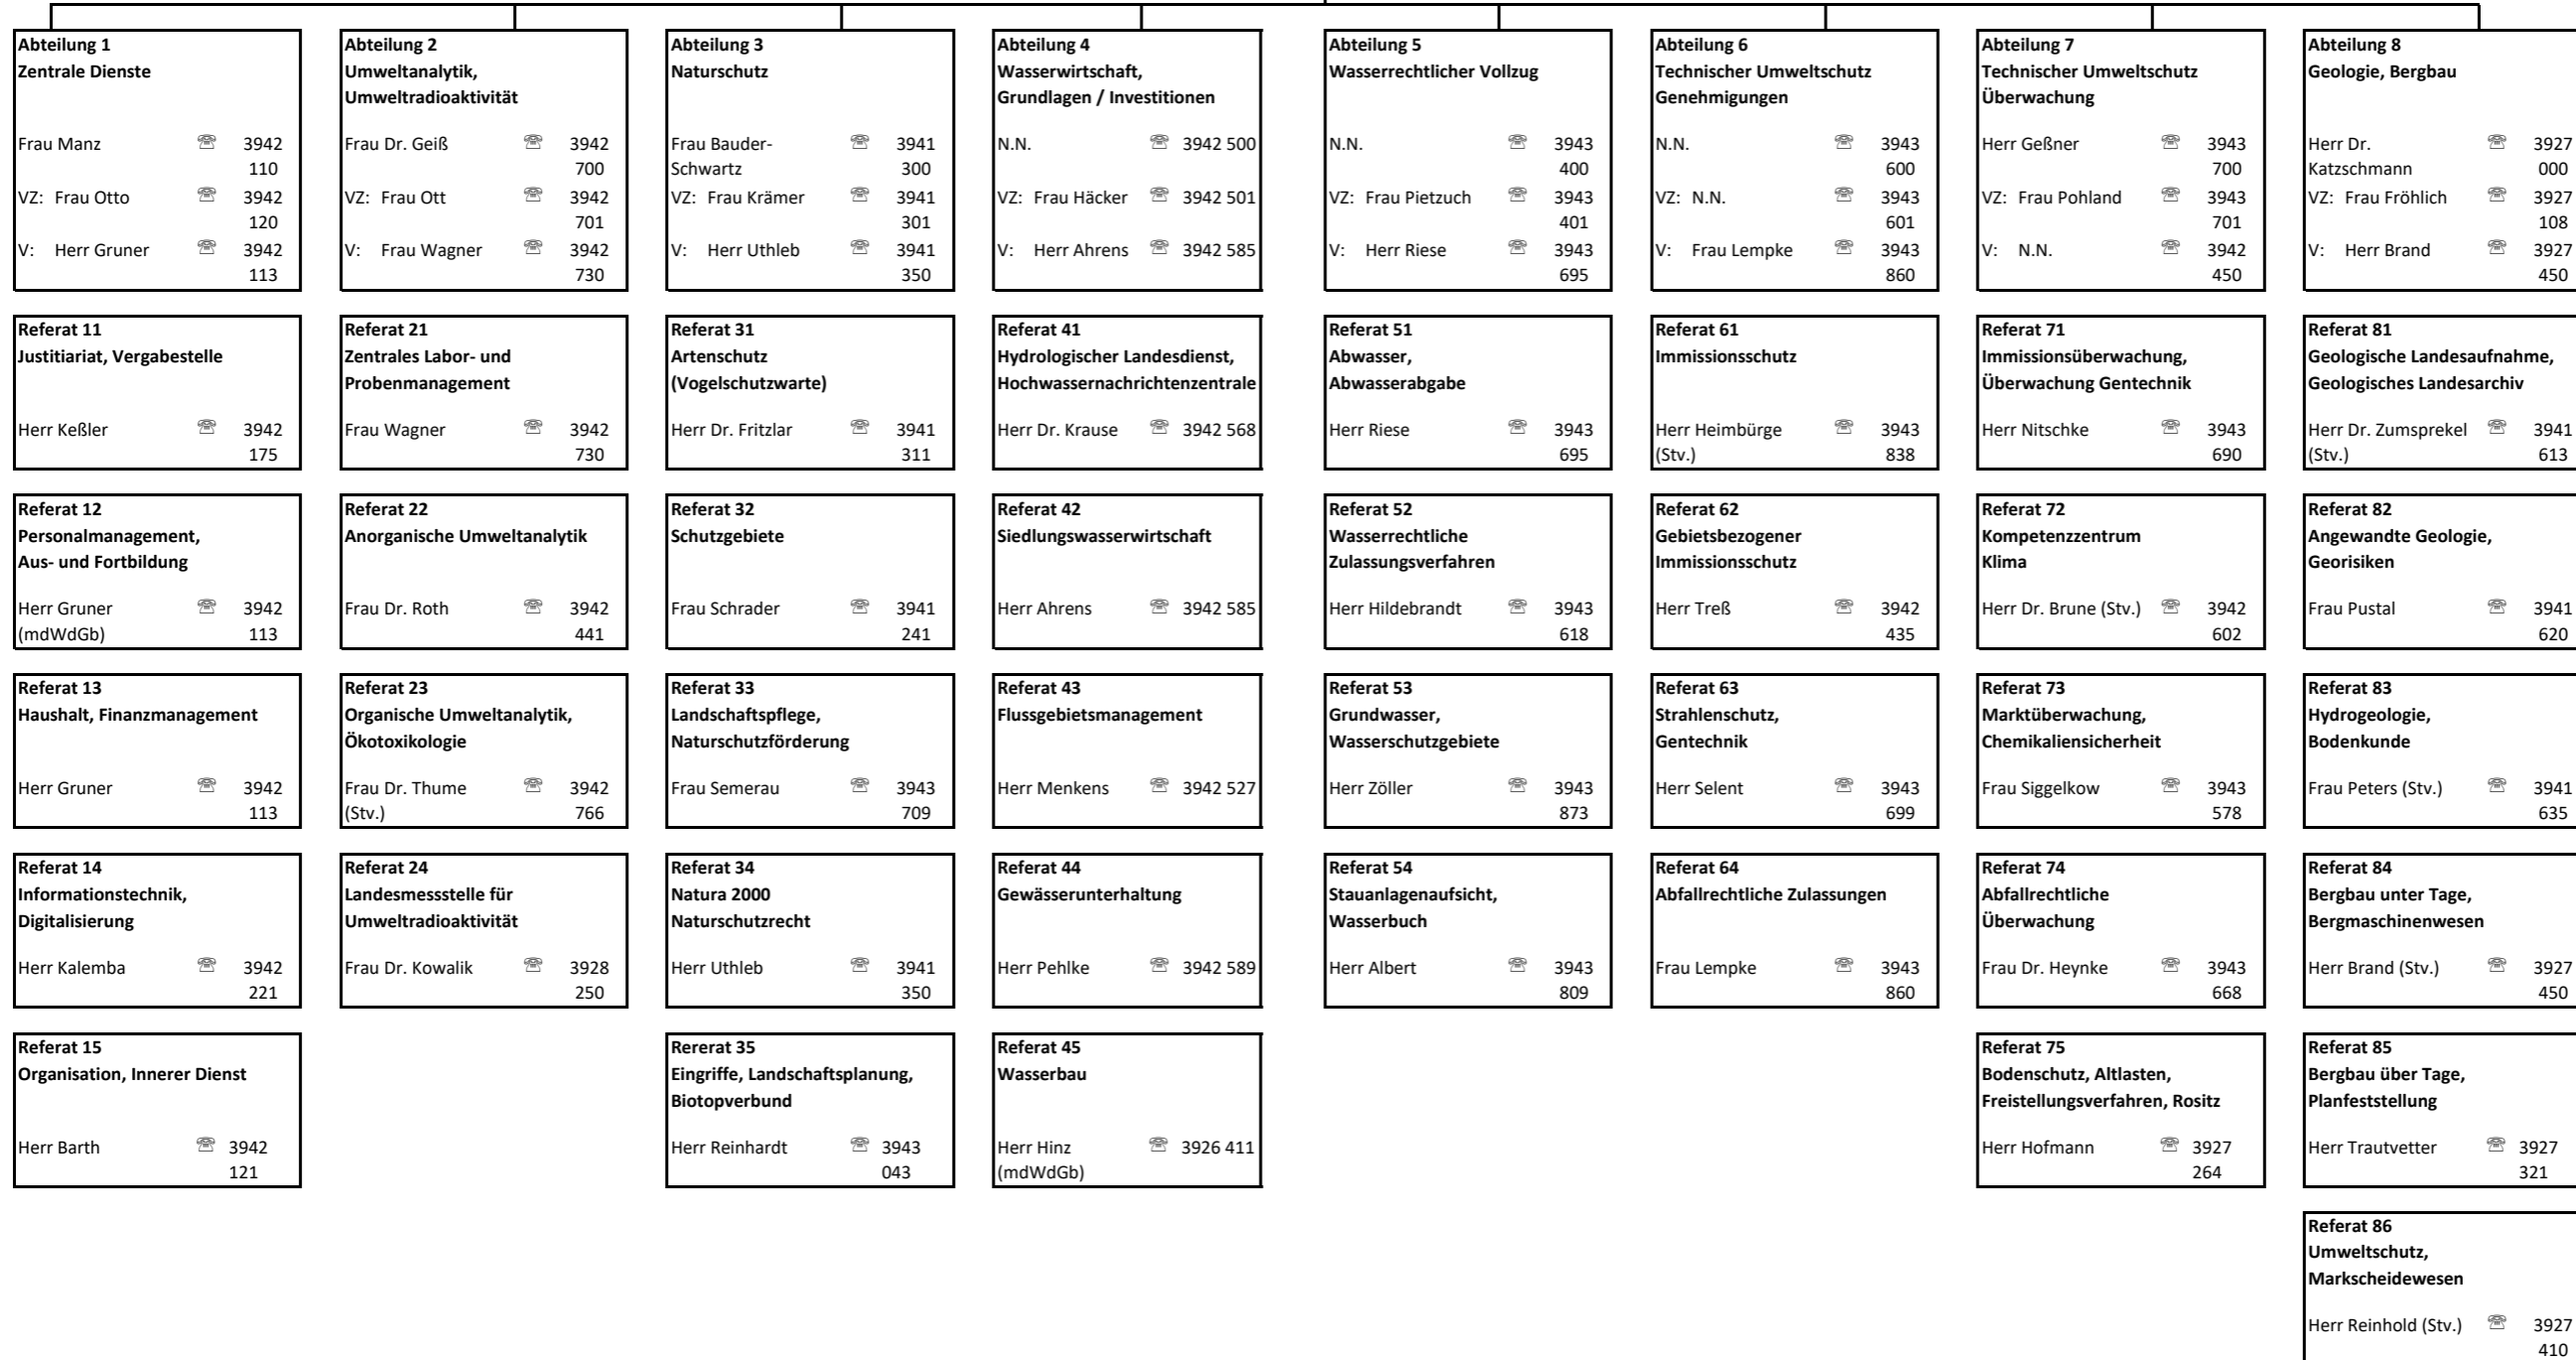 Abteilung 1
Zentrale Dienste
Frau Manz ☏ 3942
110
VZ: Frau Otto ☏ 3942
120
V: Herr Gruner ☏ 3942
113
Referat 11
Justitiariat, Vergabestelle
Herr Keßler ☏ 3942
175
Referat 12
Personalmanagement,
Aus- und Fortbildung
Herr Gruner ☏ 3942
(mdWdGb) 113
Referat 13
Haushalt, Finanzmanagement
Herr Gruner ☏ 3942
113
Referat 14
Informationstechnik,
Digitalisierung
Herr Kalemba ☏ 3942
221
Referat 15
Organisation, Innerer Dienst
Herr Barth ☏ 3942
121
Abteilung 2
Umweltanalytik,
Umweltradioaktivität
Frau Dr. Geiß ☏ 3942
700
VZ: Frau Ott ☏ 3942
701
V: Frau Wagner ☏ 3942
730
Referat 21
Zentrales Labor- und
Probenmanagement
Frau Wagner ☏ 3942
730
Referat 22
Anorganische Umweltanalytik
Frau Dr. Roth ☏ 3942
441
Referat 23
Organische Umweltanalytik,
Ökotoxikologie
Frau Dr. Thume ☏ 3942
(Stv.) 766
Referat 24
Landesmessstelle für
Umweltradioaktivität
Frau Dr. Kowalik ☏ 3928
250
Abteilung 3
Naturschutz
Frau Bauder- ☏ 3941
Schwartz 300
VZ: Frau Krämer ☏ 3941
301
V: Herr Uthleb ☏ 3941
350
Referat 31
Artenschutz
(Vogelschutzwarte)
Herr Dr. Fritzlar ☏ 3941
311
Referat 32
Schutzgebiete
Frau Schrader ☏ 3941
241
Referat 33
Landschaftspflege,
Naturschutzförderung
Frau Semerau ☏ 3943
709
Referat 34
Natura 2000
Naturschutzrecht
Herr Uthleb ☏ 3941
350
Rererat 35
Eingriffe, Landschaftsplanung,
Biotopverbund
Herr Reinhardt ☏ 3943
043
Abteilung 4
Wasserwirtschaft,
Grundlagen / Investitionen
N.N. ☏ 3942 500
VZ: Frau Häcker ☏ 3942 501
V: Herr Ahrens ☏ 3942 585
Referat 41
Hydrologischer Landesdienst,
Hochwassernachrichtenzentrale
Herr Dr. Krause ☏ 3942 568
Referat 42
Siedlungswasserwirtschaft
Herr Ahrens ☏ 3942 585
Referat 43
Flussgebietsmanagement
Herr Menkens ☏ 3942 527
Referat 44
Gewässerunterhaltung
Herr Pehlke ☏ 3942 589
Referat 45
Wasserbau
Herr Hinz ☏ 3926 411
(mdWdGb)
Abteilung 5
Wasserrechtlicher Vollzug
N.N. ☏ 3943
400
VZ: Frau Pietzuch ☏ 3943
401
V: Herr Riese ☏ 3943
695
Referat 51
Abwasser,
Abwasserabgabe
Herr Riese ☏ 3943
695
Referat 52
Wasserrechtliche
Zulassungsverfahren
Herr Hildebrandt ☏ 3943
618
Referat 53
Grundwasser,
Wasserschutzgebiete
Herr Zöller ☏ 3943
873
Referat 54
Stauanlagenaufsicht,
Wasserbuch
Herr Albert ☏ 3943
809
Abteilung 6
Technischer Umweltschutz
Genehmigungen
N.N. ☏ 3943
600
VZ: N.N. ☏ 3943
601
V: Frau Lempke ☏ 3943
860
Referat 61
Immissionsschutz
Herr Heimbürge ☏ 3943
(Stv.) 838
Referat 62
Gebietsbezogener
Immissionsschutz
Herr Treß ☏ 3942
435
Referat 63
Strahlenschutz,
Gentechnik
Herr Selent ☏ 3943
699
Referat 64
Abfallrechtliche Zulassungen
Frau Lempke ☏ 3943
860
Abteilung 7
Technischer Umweltschutz
Überwachung
Herr Geßner ☏ 3943
700
VZ: Frau Pohland ☏ 3943
701
V: N.N. ☏ 3942
450
Referat 71
Immissionsüberwachung,
Überwachung Gentechnik
Herr Nitschke ☏ 3943
690
Referat 72
Kompetenzzentrum
Klima
Herr Dr. Brune (Stv.) ☏ 3942
602
Referat 73
Marktüberwachung,
Chemikaliensicherheit
Frau Siggelkow ☏ 3943
578
Referat 74
Abfallrechtliche
Überwachung
Frau Dr. Heynke ☏ 3943
668
Referat 75
Bodenschutz, Altlasten,
Freistellungsverfahren, Rositz
Herr Hofmann ☏ 3927
264
Abteilung 8
Geologie, Bergbau
Herr Dr. ☏ 3927
Katzschmann 000
VZ: Frau Fröhlich ☏ 3927
108
V: Herr Brand ☏ 3927
450
Referat 81
Geologische Landesaufnahme,
Geologisches Landesarchiv
Herr Dr. Zumsprekel ☏ 3941
(Stv.) 613
Referat 82
Angewandte Geologie,
Georisiken
Frau Pustal ☏ 3941
620
Referat 83
Hydrogeologie,
Bodenkunde
Frau Peters (Stv.) ☏ 3941
635
Referat 84
Bergbau unter Tage,
Bergmaschinenwesen
Herr Brand (Stv.) ☏ 3927
450
Referat 85
Bergbau über Tage,
Planfeststellung
Herr Trautvetter ☏ 3927
321
Referat 86
Umweltschutz,
Markscheidewesen
Herr Reinhold (Stv.) ☏ 3927
410